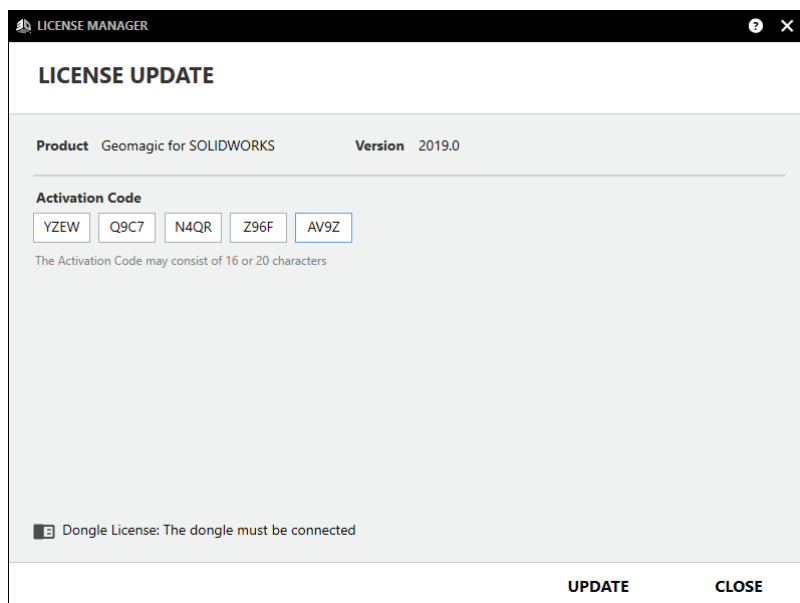 LICENSE MANAGER
LICENSE UPDATE
Product Geomagic for SOLIDWORKS Version 2019.0
Activation Code
YZEW Q9C7 N4QR Z96F AV9Z
The Activation Code may consist of 16 or 20 characters
Dongle License: The dongle must be connected
UPDATE CLOSE